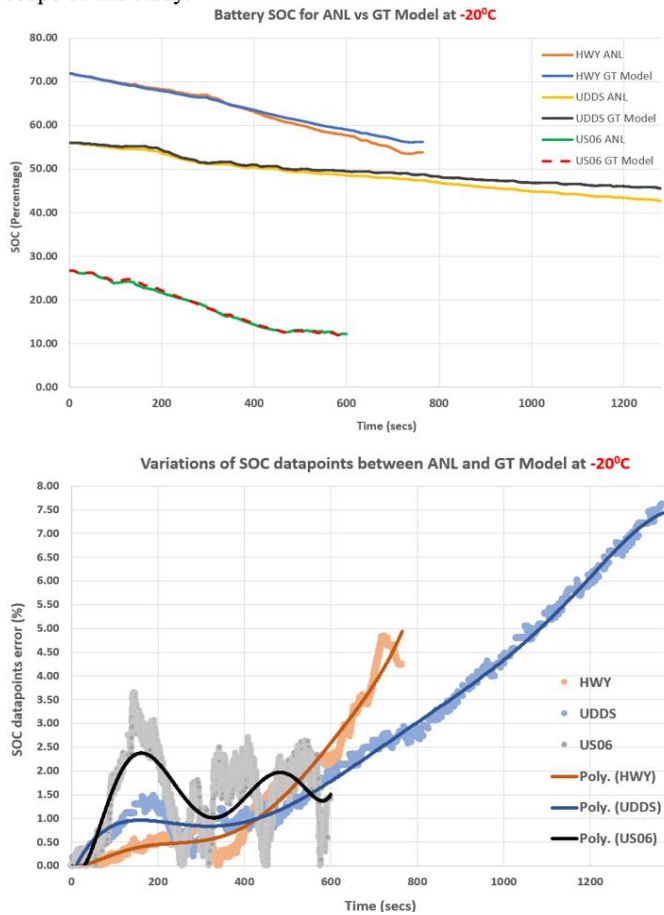 Battery SOC for ANL vs GT Model at -20⁰C
80.00
70.00
60.00
50.00
40.00
30.00
20.00
10.00
0.00
SOC (Percentage)
HWY ANL
HWY GT Model
UDDS ANL
UDDS GT Model
US06 ANL
US06 GT Model
0 200 400 600 800 1000 1200
Time (secs)
Variations of SOC datapoints between ANL and GT Model at -20⁰C
8.00
7.50
7.00
6.50
6.00
5.50
5.00
4.50
4.00
3.50
3.00
2.50
2.00
1.50
1.00
0.50
0.00
SOC datapoints error (%)
HWY
UDDS
US06
Poly. (HWY)
Poly. (UDDS)
Poly. (US06)
0 200 400 600 800 1000 1200
Time (secs)